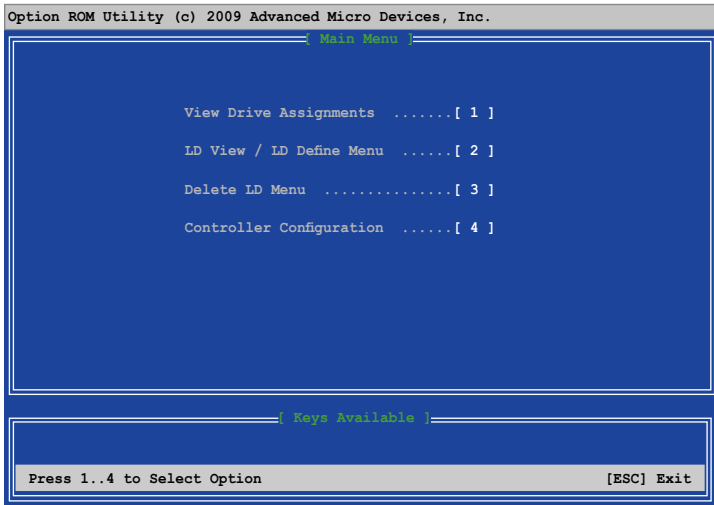 Option ROM Utility (c) 2009 Advanced Micro Devices, Inc.
[ Main Menu ]
View Drive Assignments .......[ 1 ]
LD View / LD Define Menu ......[ 2 ]
Delete LD Menu ...............[ 3 ]
Controller Configuration ......[ 4 ]
[ Keys Available ]
Press 1..4 to Select Option [ESC] Exit